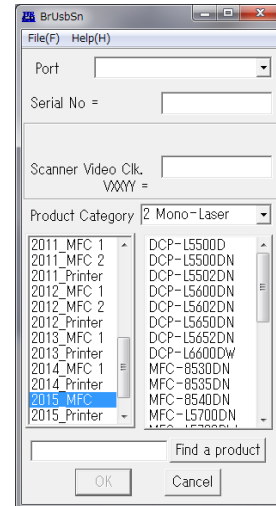 BrUsbSn
File(F) Help(H)
Port
Serial No =
Scanner Video Clk.
VXXYY =
Product Category 2 Mono-Laser
2011_MFC 1
2011_MFC 2
2011_Printer
2012_MFC 1
2012_MFC 2
2012_Printer
2013_MFC 1
2013_Printer
2014_MFC 1
2014_Printer
2015_MFC
2015_Printer
DCP-L5500D
DCP-L5500DN
DCP-L5502DN
DCP-L5600DN
DCP-L5602DN
DCP-L5650DN
DCP-L5652DN
DCP-L6600DW
MFC-8530DN
MFC-8535DN
MFC-8540DN
MFC-L5700DN
Find a product
OK Cancel